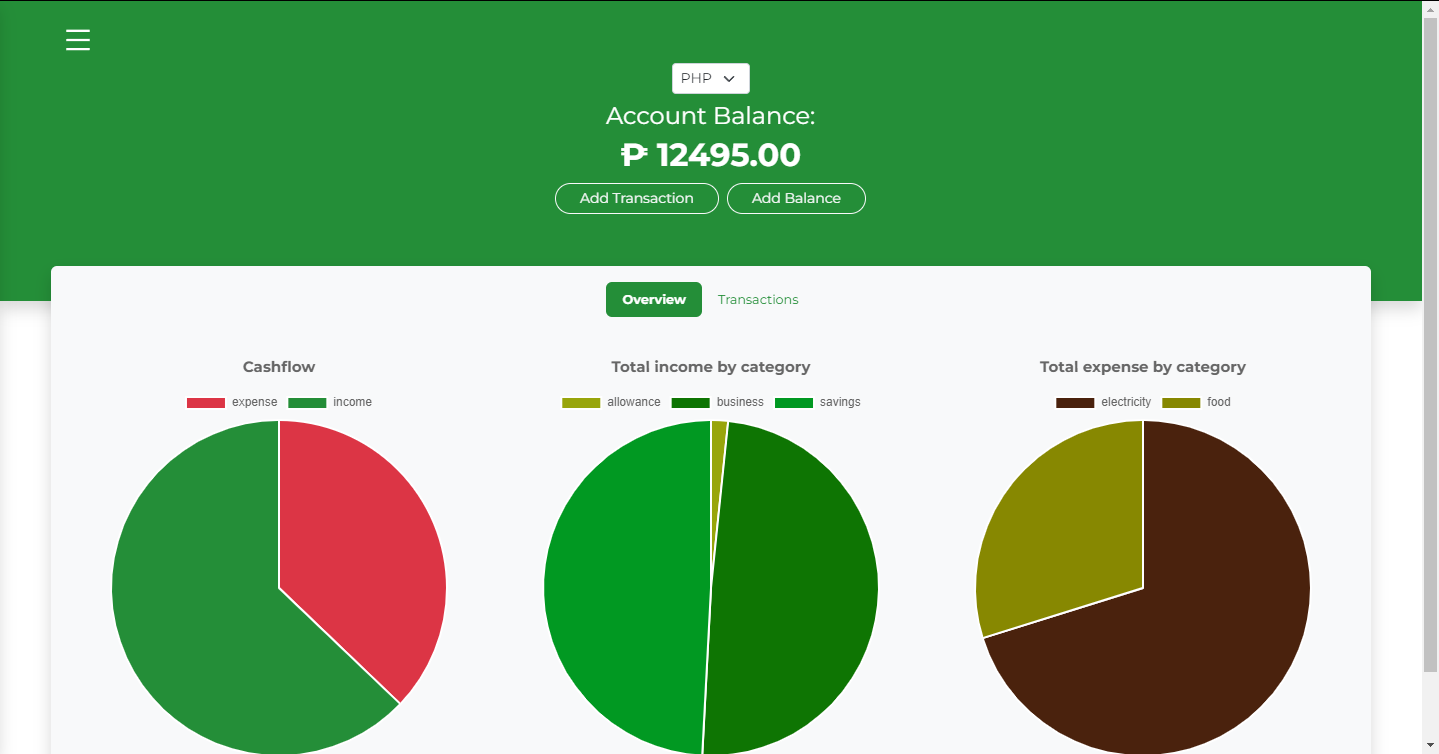 PHP
Account Balance:
₱ 12495.00
Add Transaction Add Balance
Overview Transactions
Cashflow Total income by category Total expense by category
expense income allowance business savings electricity food